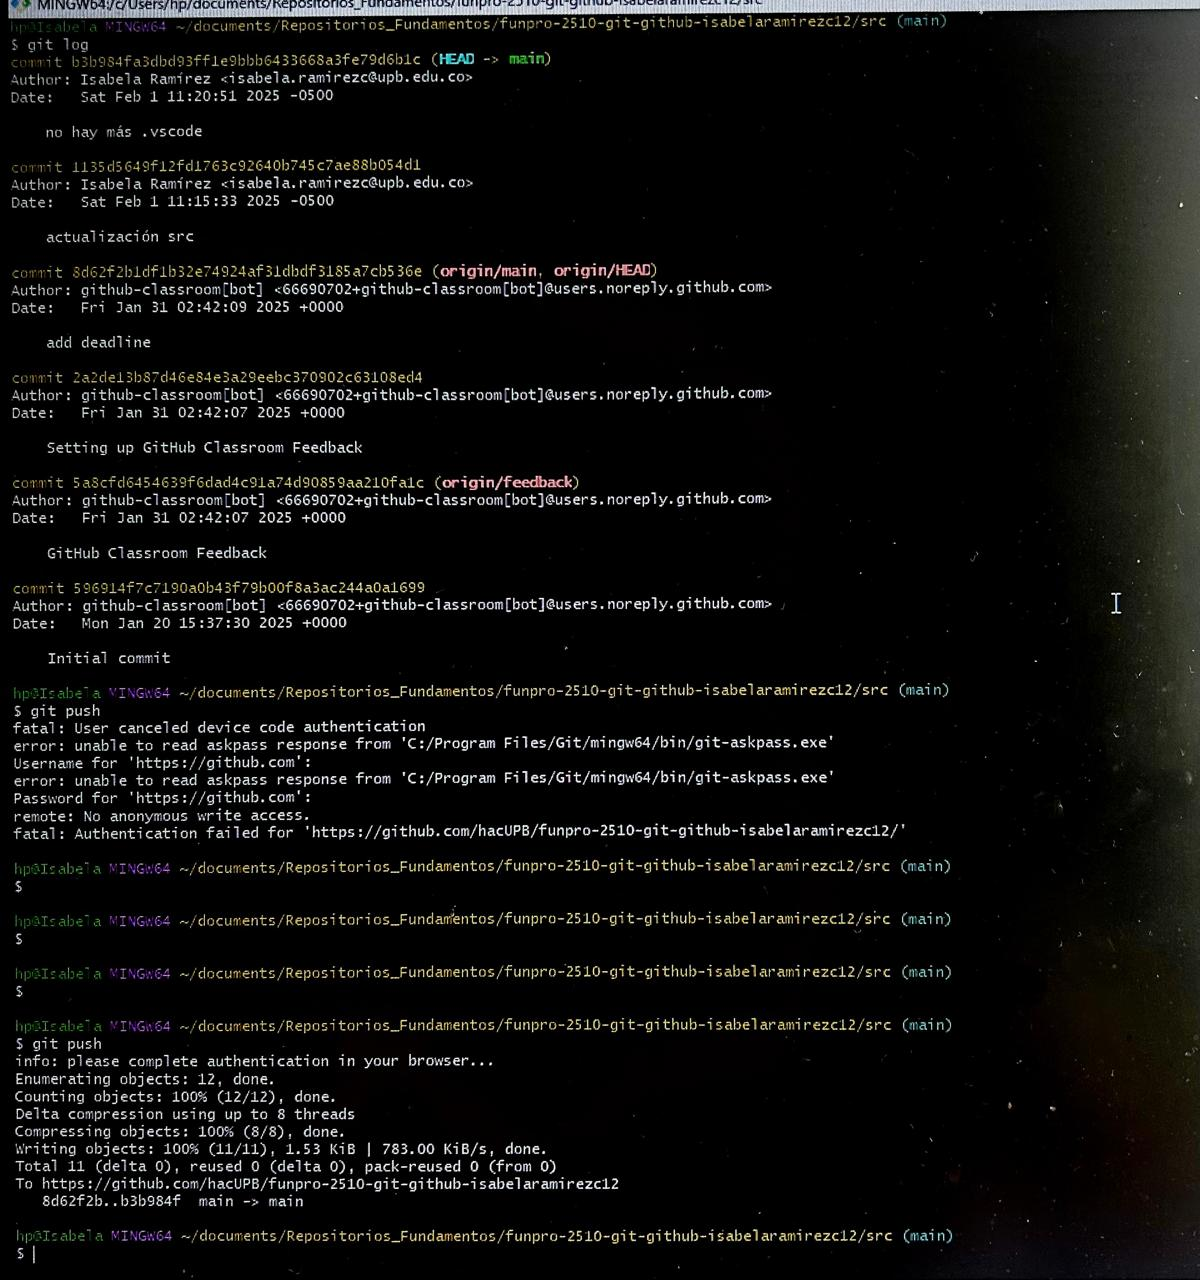 MINGW64:/c/Users/hp/documents/Repositorios_Fundamentos/funpro-2510-git-github-isabelaramirezc12/src
hp@Isabela MINGW64 ~/documents/Repositorios_Fundamentos/funpro-2510-git-github-isabelaramirezc12/src (main)
$ git log
commit b3b984fa3dbd93ff1e9bbb6433668a3fe79d6b1c (HEAD -> main)
Author: Isabela Ramírez <isabela.ramirezc@upb.edu.co>
Date:   Sat Feb 1 11:20:51 2025 -0500
no hay más .vscode
commit 1135d5649f12fd1763c92640b745c7ae88b054d1
Author: Isabela Ramírez <isabela.ramirezc@upb.edu.co>
Date:   Sat Feb 1 11:15:33 2025 -0500
actualización src
commit 8d62f2b1df1b32e74924af31dbdf3185a7cb536e (origin/main, origin/HEAD)
Author: github-classroom[bot] <66690702+github-classroom[bot]@users.noreply.github.com>
Date:   Fri Jan 31 02:42:09 2025 +0000
add deadline
commit 2a2de13b87d46e84e3a29eebc370902c63108ed4
Author: github-classroom[bot] <66690702+github-classroom[bot]@users.noreply.github.com>
Date:   Fri Jan 31 02:42:07 2025 +0000
Setting up GitHub Classroom Feedback
commit 5a8cfd6454639f6dad4c91a74d90859aa210fa1c (origin/feedback)
Author: github-classroom[bot] <66690702+github-classroom[bot]@users.noreply.github.com>
Date:   Fri Jan 31 02:42:07 2025 +0000
GitHub Classroom Feedback
commit 596914f7c7190a0b43f79b00f8a3ac244a0a1699
Author: github-classroom[bot] <66690702+github-classroom[bot]@users.noreply.github.com>
Date:   Mon Jan 20 15:37:30 2025 +0000
Initial commit
hp@Isabela MINGW64 ~/documents/Repositorios_Fundamentos/funpro-2510-git-github-isabelaramirezc12/src (main)
$ git push
fatal: User canceled device code authentication
error: unable to read askpass response from 'C:/Program Files/Git/mingw64/bin/git-askpass.exe'
Username for 'https://github.com':
error: unable to read askpass response from 'C:/Program Files/Git/mingw64/bin/git-askpass.exe'
Password for 'https://github.com':
remote: No anonymous write access.
fatal: Authentication failed for 'https://github.com/hacUPB/funpro-2510-git-github-isabelaramirezc12/'
hp@Isabela MINGW64 ~/documents/Repositorios_Fundamentos/funpro-2510-git-github-isabelaramirezc12/src (main)
$
hp@Isabela MINGW64 ~/documents/Repositorios_Fundamentos/funpro-2510-git-github-isabelaramirezc12/src (main)
$
hp@Isabela MINGW64 ~/documents/Repositorios_Fundamentos/funpro-2510-git-github-isabelaramirezc12/src (main)
$
hp@Isabela MINGW64 ~/documents/Repositorios_Fundamentos/funpro-2510-git-github-isabelaramirezc12/src (main)
$ git push
info: please complete authentication in your browser...
Enumerating objects: 12, done.
Counting objects: 100% (12/12), done.
Delta compression using up to 8 threads
Compressing objects: 100% (8/8), done.
Writing objects: 100% (11/11), 1.53 KiB | 783.00 KiB/s, done.
Total 11 (delta 0), reused 0 (delta 0), pack-reused 0 (from 0)
To https://github.com/hacUPB/funpro-2510-git-github-isabelaramirezc12
8d62f2b..b3b984f  main -> main
hp@Isabela MINGW64 ~/documents/Repositorios_Fundamentos/funpro-2510-git-github-isabelaramirezc12/src (main)
$